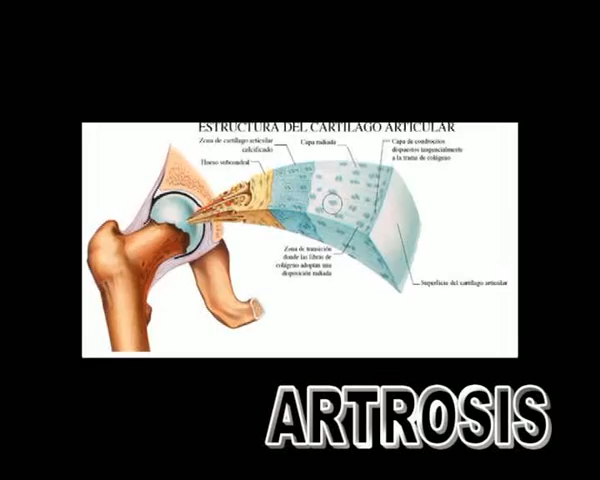 ESTRUCTURA DEL CARTILAGO ARTICULAR
Zona de cartílago articular
calcificado
Capa radiada
Capa de condrocitos
dispuestos tangencialmente
a la trama de colágeno
Hueso subcondral
Zona de transición
donde las fibras de
colágeno adoptan una
disposición radiada
Superficie del cartílago articular
ARTROSIS